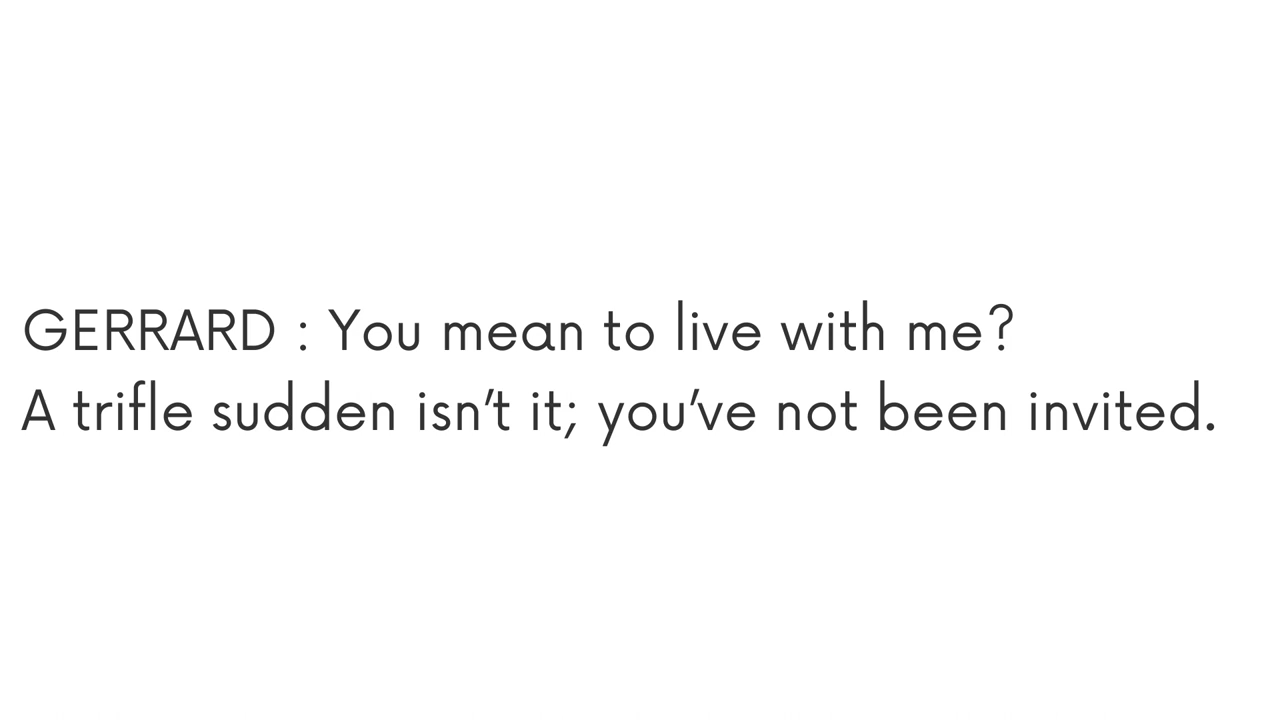 GERRARD : You mean to live with me?
A trifle sudden isn’t it; you’ve not been invited.